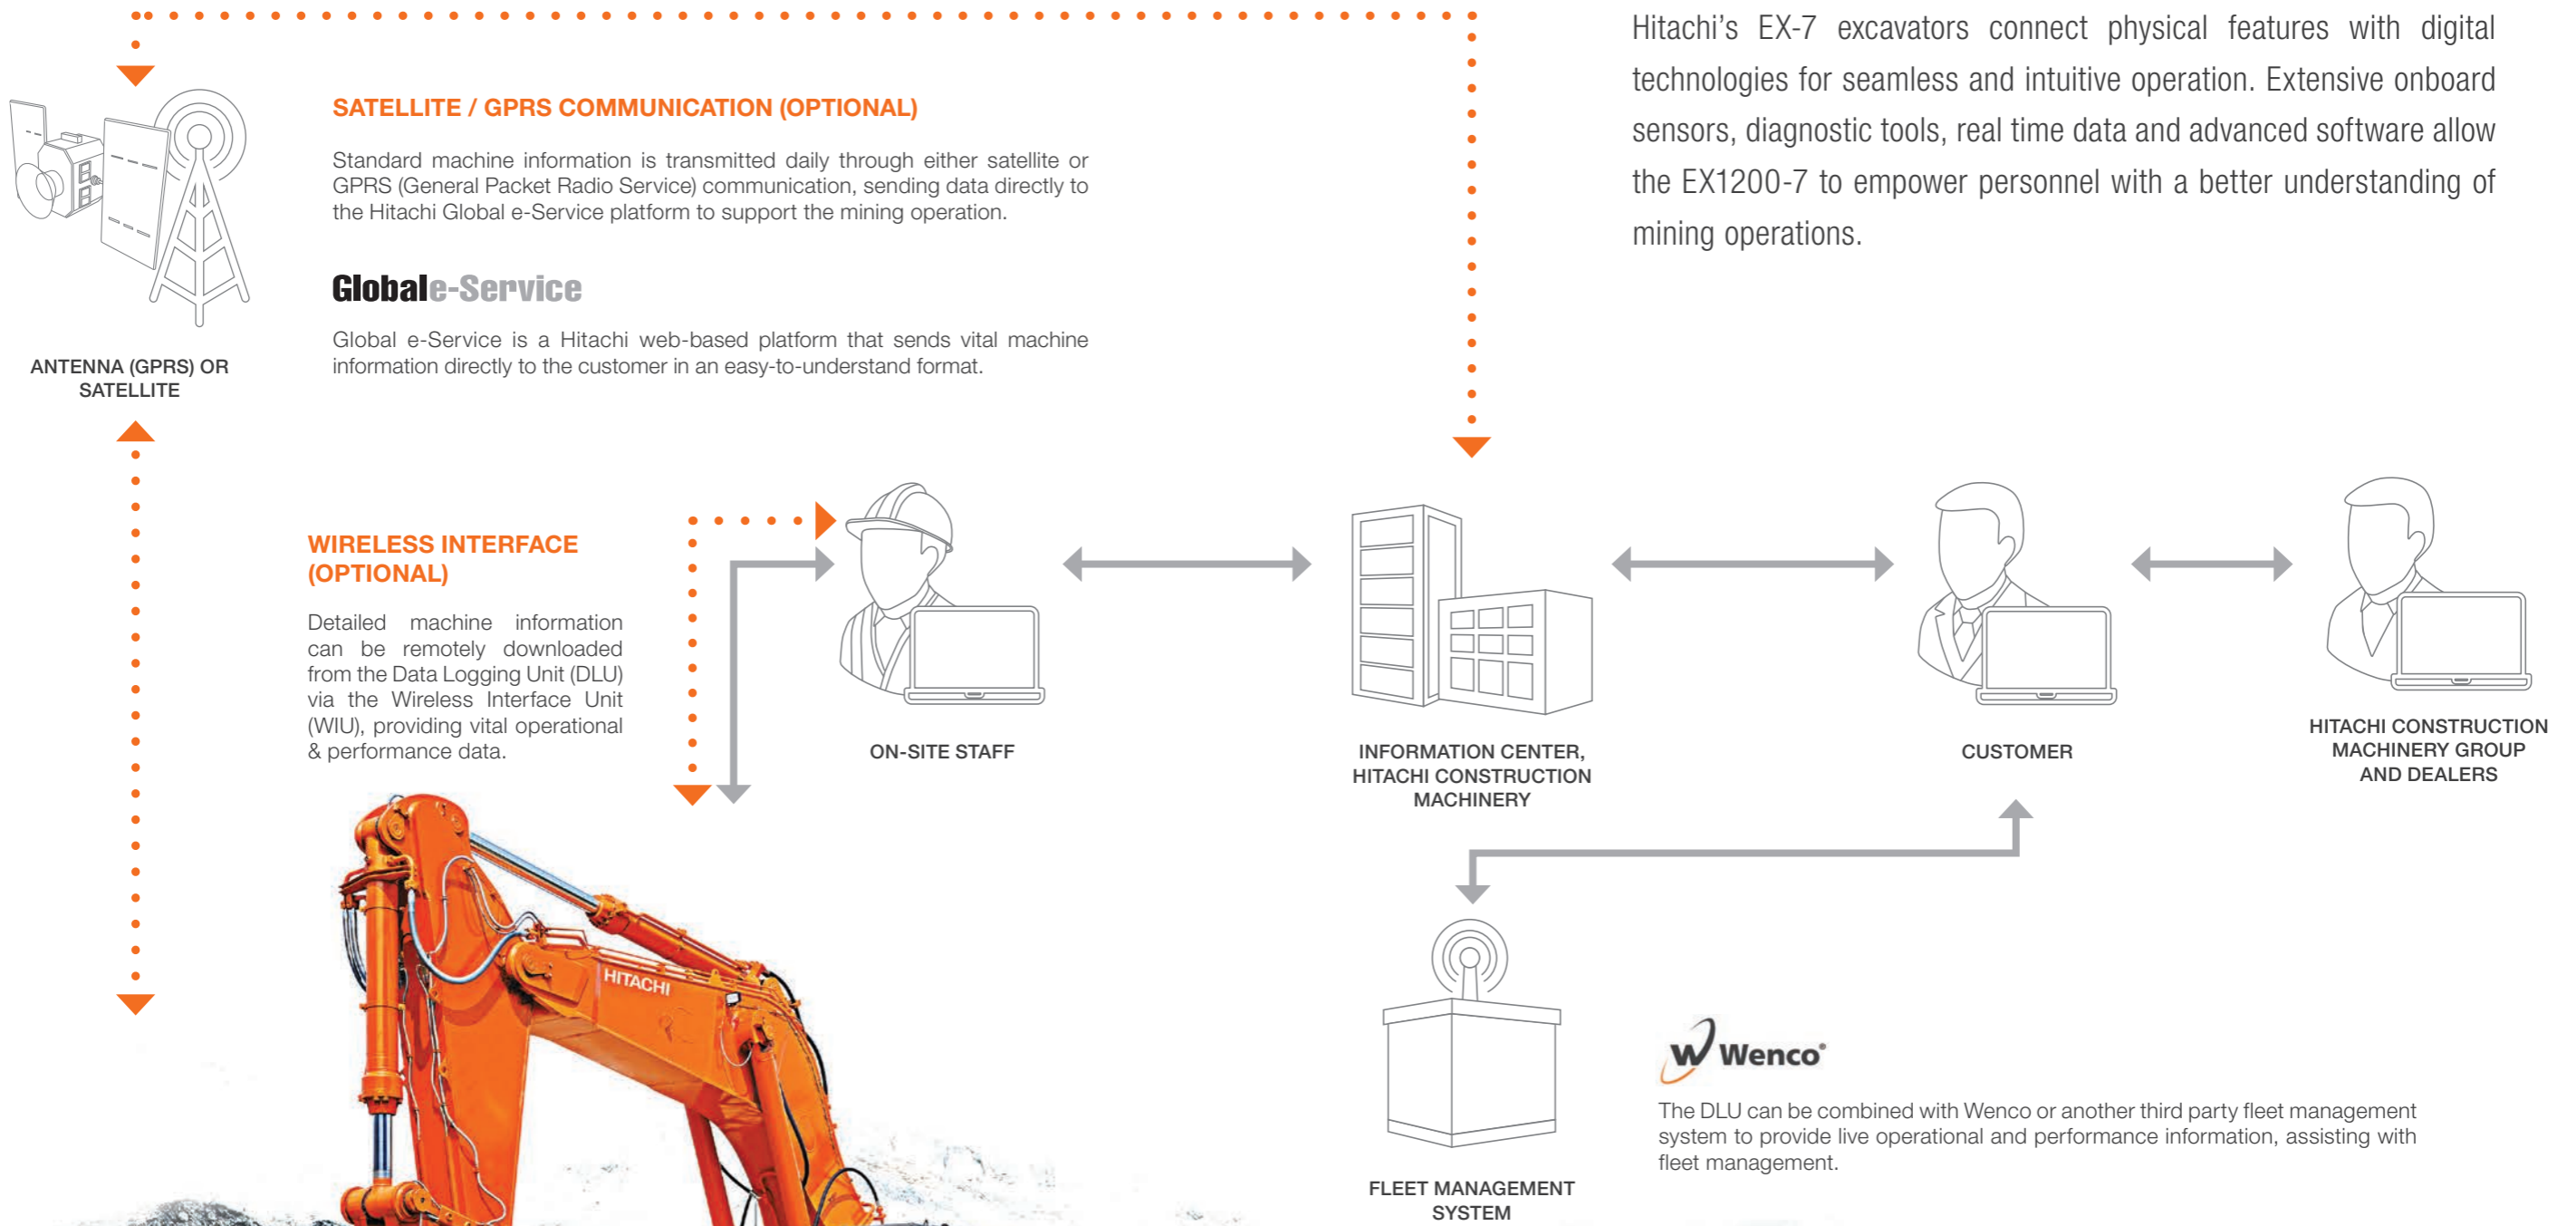 Hitachi’s EX-7 excavators connect physical features with digital
technologies for seamless and intuitive operation. Extensive onboard
sensors, diagnostic tools, real time data and advanced software allow
the EX1200-7 to empower personnel with a better understanding of
mining operations.
SATELLITE / GPRS COMMUNICATION (OPTIONAL)
Standard machine information is transmitted daily through either satellite or
GPRS (General Packet Radio Service) communication, sending data directly to
the Hitachi Global e-Service platform to support the mining operation.
Globale-Service
Global e-Service is a Hitachi web-based platform that sends vital machine
information directly to the customer in an easy-to-understand format.
ANTENNA (GPRS) OR
SATELLITE
WIRELESS INTERFACE
(OPTIONAL)
Detailed machine information
can be remotely downloaded
from the Data Logging Unit (DLU)
via the Wireless Interface Unit
(WIU), providing vital operational
& performance data.
ON-SITE STAFF
INFORMATION CENTER,
HITACHI CONSTRUCTION
MACHINERY
CUSTOMER
HITACHI CONSTRUCTION
MACHINERY GROUP
AND DEALERS
HITACHI
W Wenco®
The DLU can be combined with Wenco or another third party fleet management
system to provide live operational and performance information, assisting with
fleet management.
FLEET MANAGEMENT
SYSTEM